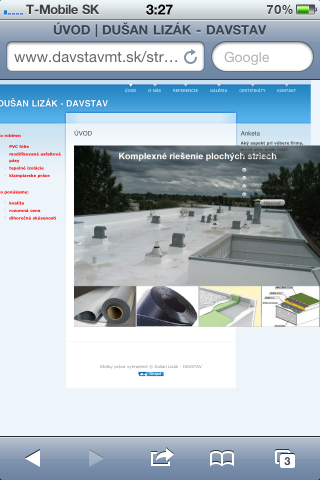 T-Mobile SK 3:27 70%
ÚVOD | DUŠAN LIZÁK - DAVSTAV
www.davstavmt.sk/str... Google
ÚVOD O NÁS REFERENCIE GALÉRIA CERTIFIKÁTY KONTAKT
DUŠAN LIZÁK - DAVSTAV
o robíme:
PVC fólie
modifikované asfaltové
pásy
tepelné izolácie
klampiarske práce
o ponúkame:
kvalita
rozumná cena
dlhoročné skúsenosti
ÚVOD
Komplexné riešenie plochých striech
Anketa
Aký aspekt pri výbere firmy,
Všetky práva vyhradené © Dušan Lizák - DAVSTAV
3